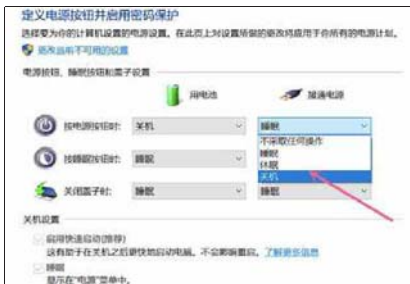 定义电源按钮并启用密码保护
选择要为你的计算机设置的电源设置。在此页上对设置所做的更改将应用于你所有的电源计划。
更改当前不可用的设置
电源按钮、睡眠按钮和盖子设置
用电池 接通电源
按电源按钮时: 关机 睡眠
不采取任何操作
睡眠
休眠
关机
按睡眠按钮时: 睡眠
关闭盖子时: 睡眠 睡眠
关机设置
启用快速启动(推荐)
这有助于在关机之后更快地启动电脑。不会影响重启。了解更多信息
睡眠
显示在“电源”菜单中。